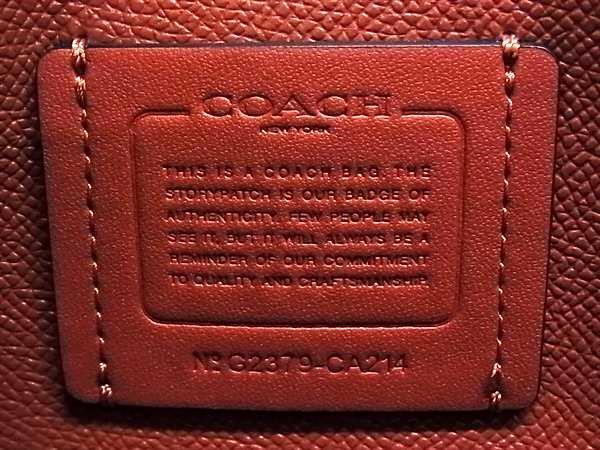 COACH
NEW YORK
THIS IS A COACH BAG. THE
STORYPATCH IS OUR BADGE OF
AUTHENTICITY. FEW PEOPLE MAY
SEE IT, BUT IT WILL ALWAYS BE A
REMINDER OF OUR COMMITMENT
TO QUALITY AND CRAFTSMANSHIP.
Nº G2379-CA214